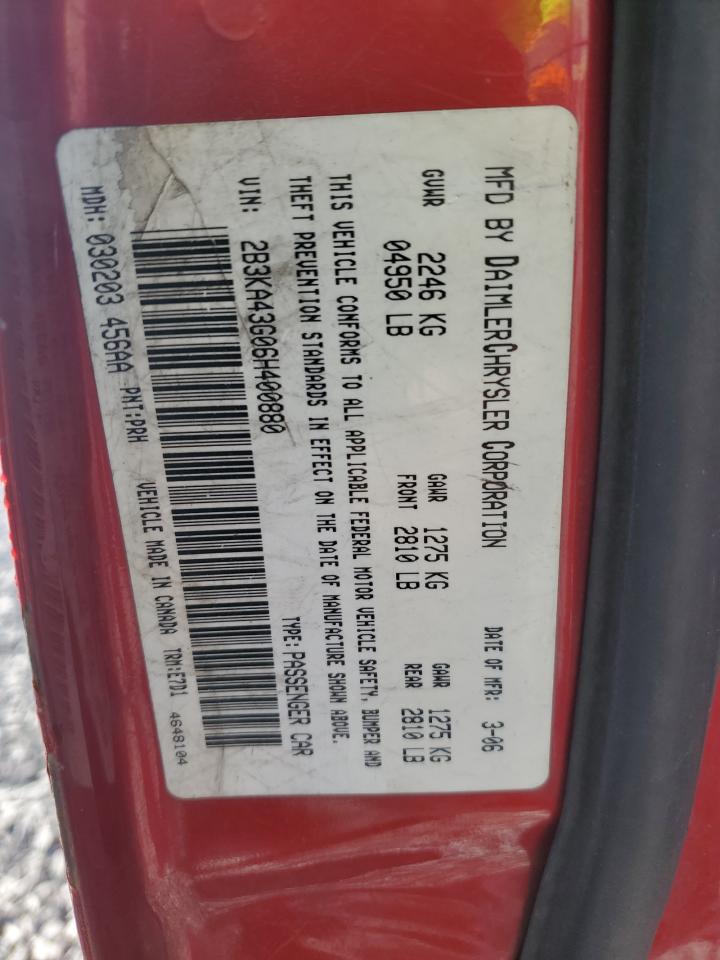 MFD BY DAIMLERCHRYSLER CORPORATION DATE OF MFR: 3-06
GVWR 2246 KG GAWR 1275 KG GAWR 1275 KG
04950 LB FRONT 2810 LB REAR 2810 LB
THIS VEHICLE CONFORMS TO ALL APPLICABLE FEDERAL MOTOR VEHICLE SAFETY, BUMPER AND
THEFT PREVENTION STANDARDS IN EFFECT ON THE DATE OF MANUFACTURE SHOWN ABOVE.
VIN: 2B3KA43G06H400880 TYPE: PASSENGER CAR
MDH: 030203 456AA PNT:PRH VEHICLE MADE IN CANADA TRM:E7D1 4648104